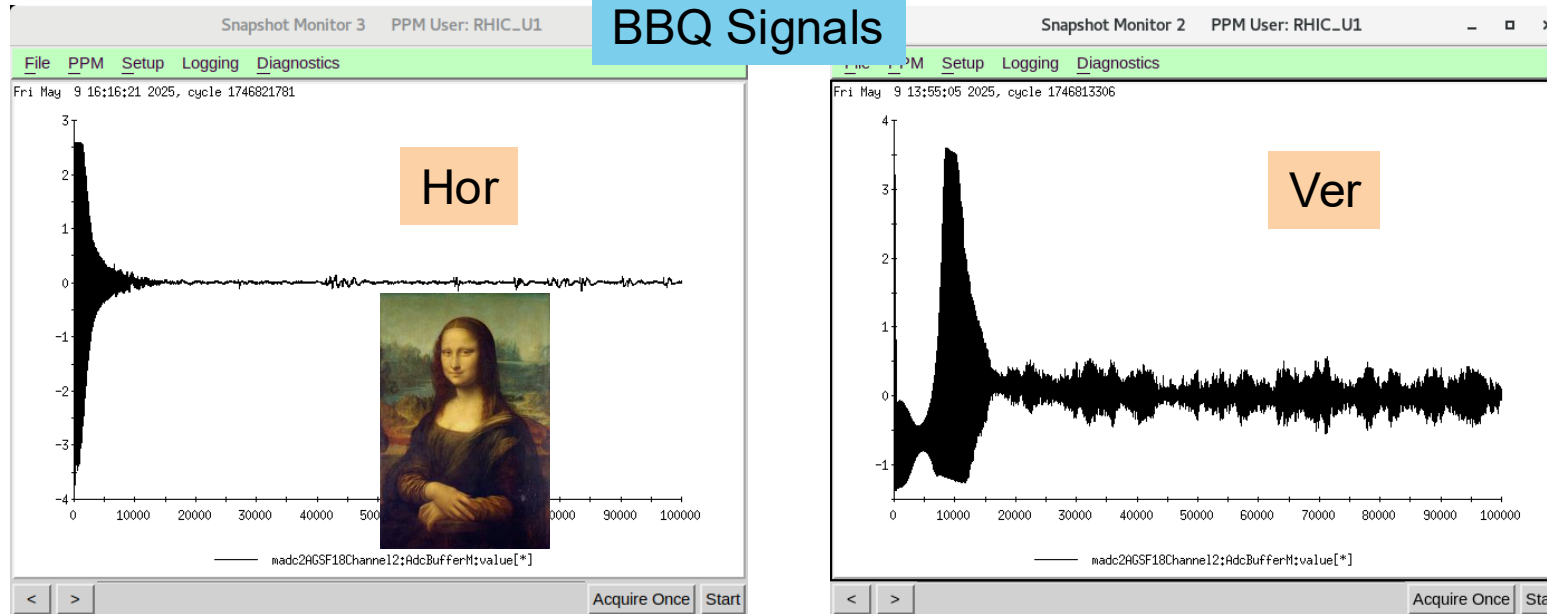 BBQ Signals
Snapshot Monitor 3 PPM User: RHIC_U1
File PPM Setup Logging Diagnostics
Fri May 9 16:16:21 2025, cycle 1746821781
Hor
3
2
1
0
-1
-2
-3
-4
0 10000 20000 30000 40000 90000 100000
madc2AGSF18Channel2:AdcBufferM:value[*]
< > Acquire Once Start
Snapshot Monitor 2 PPM User: RHIC_U1
Setup Logging Diagnostics
Fri May 9 13:55:05 2025, cycle 1746813306
Ver
4
3
2
1
0
-1
0 10000 20000 30000 40000 50000 60000 70000 80000 90000 100000
madc2AGSF18Channel2:AdcBufferM:value[*]
< > Acquire Once